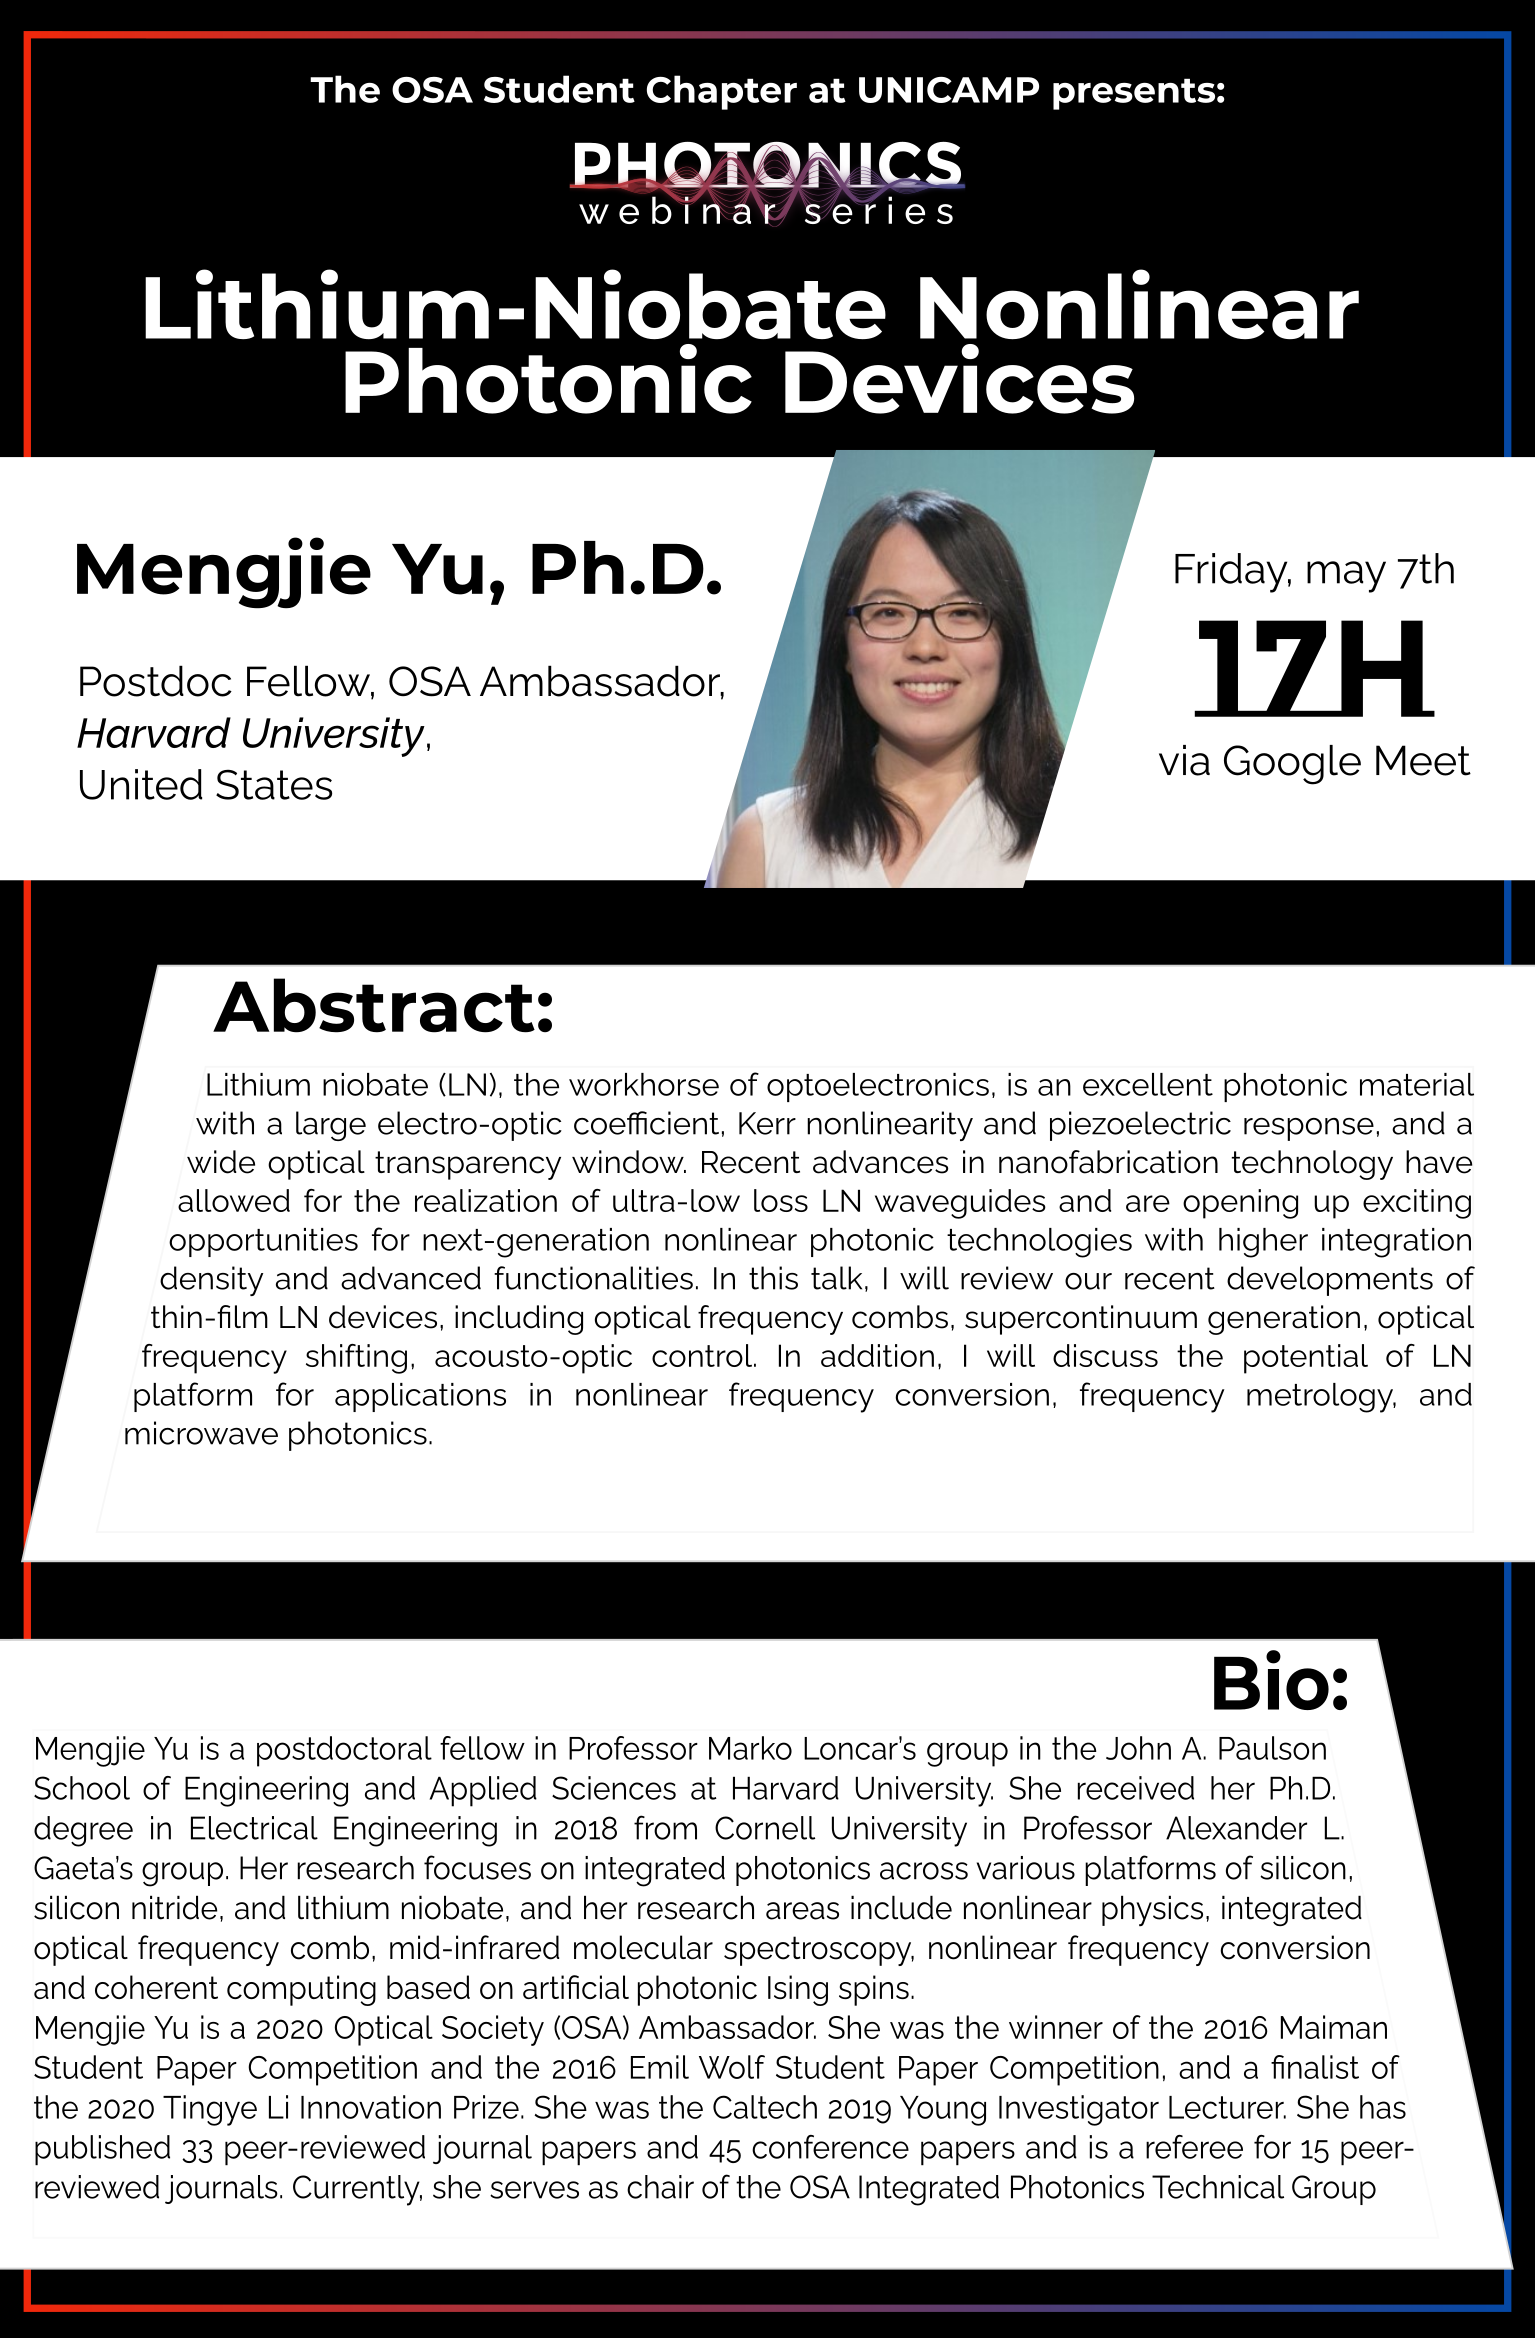 The OSA Student Chapter at UNICAMP presents:
PHOTONICS
webinar series
Lithium-Niobate Nonlinear
Photonic Devices
Mengjie Yu, Ph.D.
Postdoc Fellow, OSA Ambassador,
Harvard University,
United States
Friday, may 7th
17H
via Google Meet
Abstract:
Lithium niobate (LN), the workhorse of optoelectronics, is an excellent photonic material
with a large electro-optic coefficient, Kerr nonlinearity and piezoelectric response, and a
wide optical transparency window. Recent advances in nanofabrication technology have
allowed for the realization of ultra-low loss LN waveguides and are opening up exciting
opportunities for next-generation nonlinear photonic technologies with higher integration
density and advanced functionalities. In this talk, I will review our recent developments of
thin-film LN devices, including optical frequency combs, supercontinuum generation, optical
frequency shifting, acousto-optic control. In addition, I will discuss the potential of LN
platform for applications in nonlinear frequency conversion, frequency metrology, and
microwave photonics.
Bio:
Mengjie Yu is a postdoctoral fellow in Professor Marko Loncar’s group in the John A. Paulson
School of Engineering and Applied Sciences at Harvard University. She received her Ph.D.
degree in Electrical Engineering in 2018 from Cornell University in Professor Alexander L.
Gaeta’s group. Her research focuses on integrated photonics across various platforms of silicon,
silicon nitride, and lithium niobate, and her research areas include nonlinear physics, integrated
optical frequency comb, mid-infrared molecular spectroscopy, nonlinear frequency conversion
and coherent computing based on artificial photonic Ising spins.
Mengjie Yu is a 2020 Optical Society (OSA) Ambassador. She was the winner of the 2016 Maiman
Student Paper Competition and the 2016 Emil Wolf Student Paper Competition, and a finalist of
the 2020 Tingye Li Innovation Prize. She was the Caltech 2019 Young Investigator Lecturer. She has
published 33 peer-reviewed journal papers and 45 conference papers and is a referee for 15 peer-
reviewed journals. Currently, she serves as chair of the OSA Integrated Photonics Technical Group